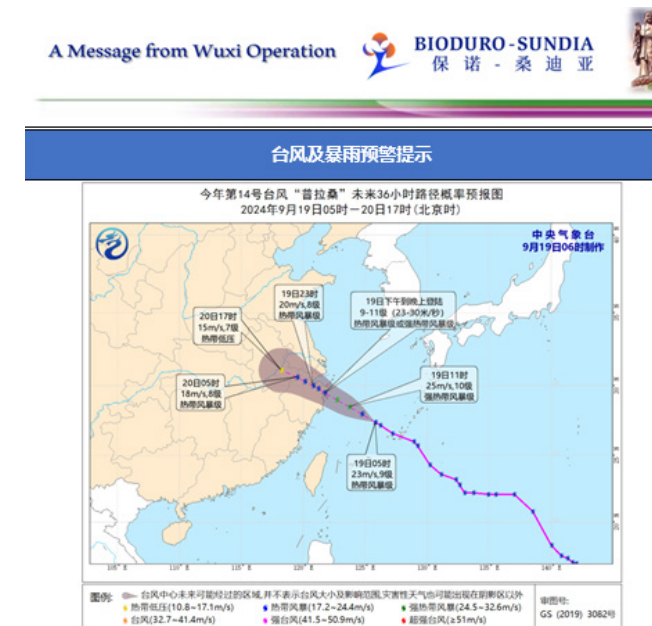 A Message from Wuxi Operation
BIODURO-SUNDIA
保 诺 - 桑 迪 亚
台风及暴雨预警提示
今年第14号台风“普拉桑”未来36小时路径概率预报图
2024年9月19日05时－20日17时(北京时)
中央气象台
9月19日06时制作
19日23时
20m/s,8级
热带风暴级
19日下午到晚上登陆
9-11级 (23-30米/秒)
热带风暴级或强热带风暴级
20日17时
15m/s,7级
热带低压
20日05时
18m/s,8级
热带风暴级
19日11时
25m/s,10级
强热带风暴级
19日05时
23m/s,9级
热带风暴级
105° E
110° E
115° E
120° E
125° E
130° E
135° E
140° E
图例:
台风中心未来可能经过的区域,并不表示台风大小及影响范围,灾害性天气也可能出现在阴影区以外
热带低压(10.8~17.1m/s)
热带风暴(17.2~24.4m/s)
强热带风暴(24.5~32.6m/s)
台风(32.7~41.4m/s)
强台风(41.5~50.9m/s)
超强台风(≥51m/s)
审图号:
GS (2019) 3082号